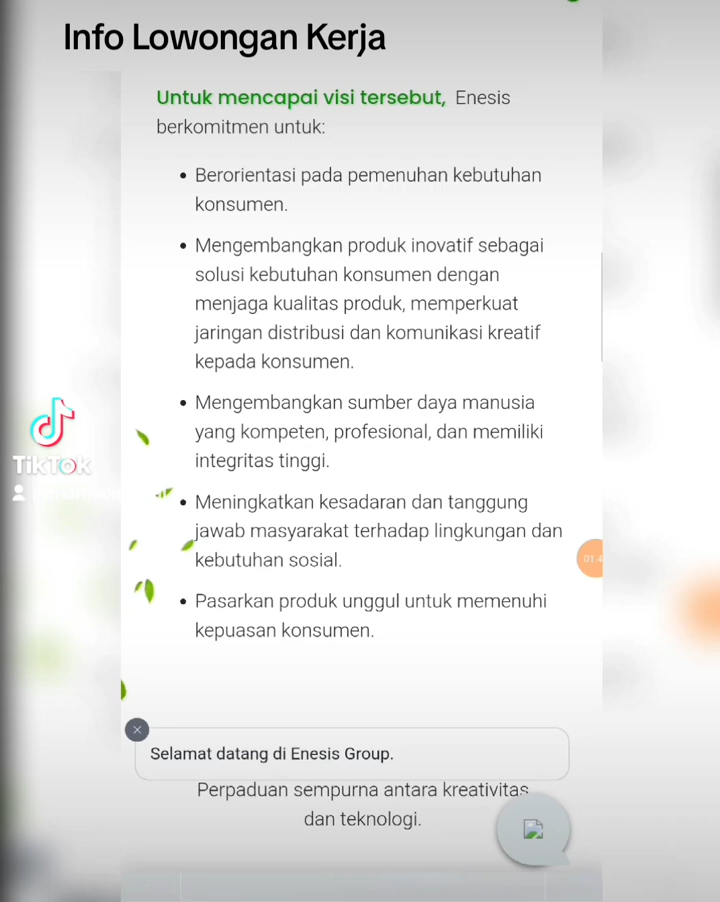 Info Lowongan Kerja
Untuk mencapai visi tersebut, Enesis
berkomitmen untuk:
• Berorientasi pada pemenuhan kebutuhan
konsumen.
• Mengembangkan produk inovatif sebagai
solusi kebutuhan konsumen dengan
menjaga kualitas produk, memperkuat
jaringan distribusi dan komunikasi kreatif
kepada konsumen.
• Mengembangkan sumber daya manusia
yang kompeten, profesional, dan memiliki
integritas tinggi.
• Meningkatkan kesadaran dan tanggung
jawab masyarakat terhadap lingkungan dan
kebutuhan sosial.
• Pasarkan produk unggul untuk memenuhi
kepuasan konsumen.
TikTok
Selamat datang di Enesis Group.
Perpaduan sempurna antara kreativitas
dan teknologi.